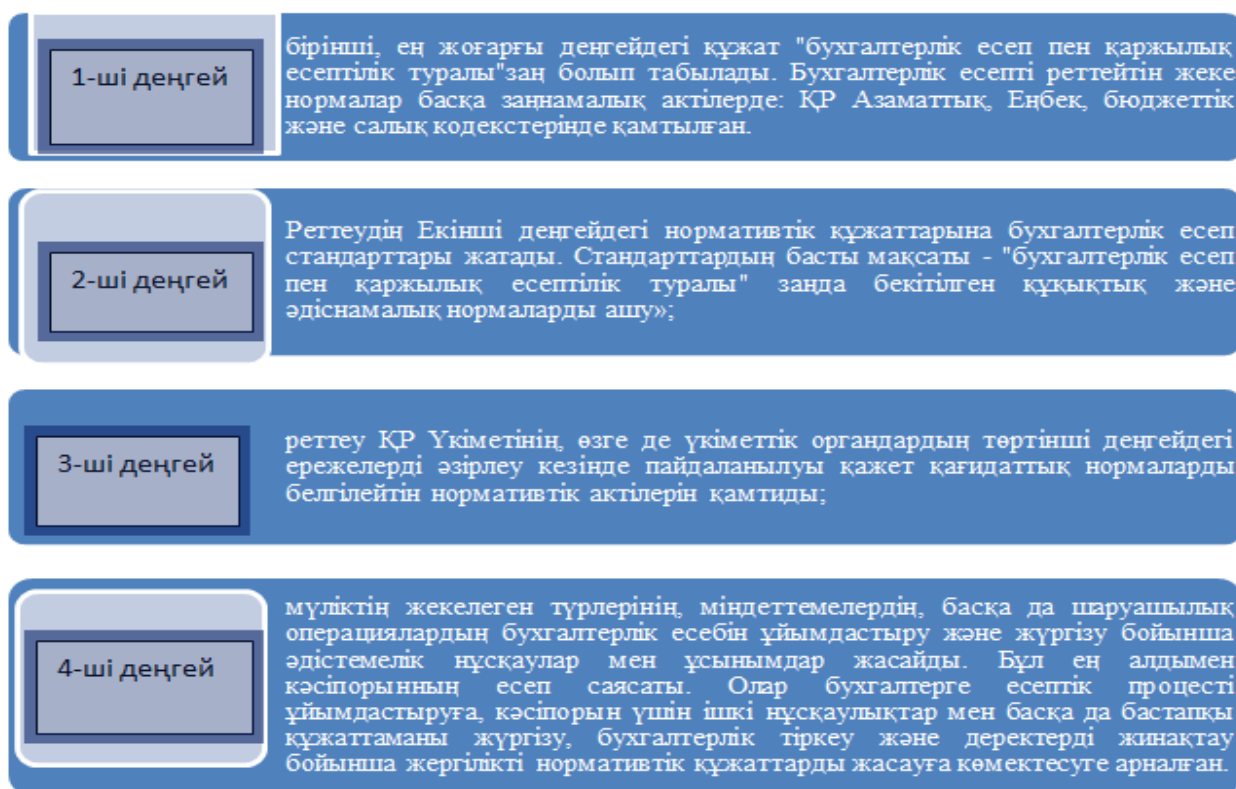 1-ші деңгей
бірінші, ең жоғарғы деңгейдегі құжат "бухгалтерлік есеп пен қаржылық
есептілік туралы"заң болып табылады. Бухгалтерлік есепті реттейтін жеке
нормалар басқа заңнамалық актілерде: ҚР Азаматтық, Еңбек, бюджеттік
және салық кодекстерінде қамтылған.
2-ші деңгей
Реттеудің Екінші деңгейдегі нормативтік құжаттарына бухгалтерлік есеп
стандарттары жатады. Стандарттардың басты мақсаты - "бухгалтерлік есеп
пен қаржылық есептілік туралы" заңда бекітілген құқықтық және
әдіснамалық нормаларды ашу»;
3-ші деңгей
реттеу ҚР Үкіметінің, өзге де үкіметтік органдардың төртінші деңгейдегі
ережелерді әзірлеу кезінде пайдаланылуы қажет қағидаттық нормаларды
белгілейтін нормативтік актілерін қамтиды;
4-ші деңгей
мүліктің жекелеген түрлерінің, міндеттемелердің, басқа да шаруашылық
операциялардың бухгалтерлік есебін ұйымдастыру және жүргізу бойынша
әдістемелік нұсқаулар мен ұсынымдар жасайды. Бұл ең алдымен
кәсіпорынның есеп саясаты. Олар бухгалтерге есептік процесті
ұйымдастыруға, кәсіпорын үшін ішкі нұсқаулықтар мен басқа да бастапқы
құжаттаманы жүргізу, бухгалтерлік тіркеу және деректерді жинақтау
бойынша жергілікті нормативтік құжаттарды жасауға көмектесуге арналған.